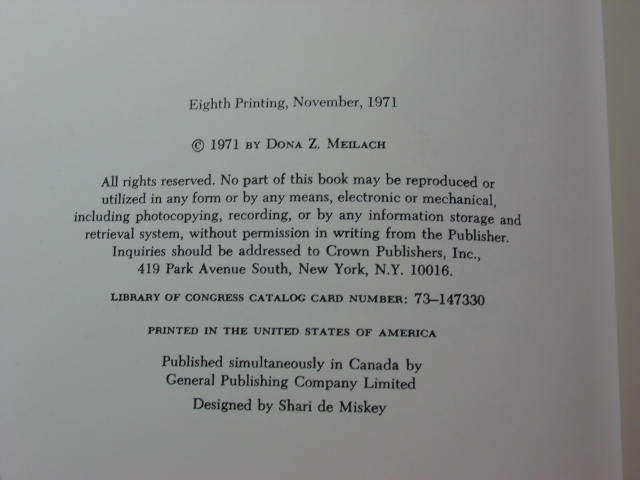 Eighth Printing, November, 1971
© 1971 BY DONA Z. MEILACH
All rights reserved. No part of this book may be reproduced or
utilized in any form or by any means, electronic or mechanical,
including photocopying, recording, or by any information storage and
retrieval system, without permission in writing from the Publisher.
Inquiries should be addressed to Crown Publishers, Inc.,
419 Park Avenue South, New York, N.Y. 10016.
LIBRARY OF CONGRESS CATALOG CARD NUMBER: 73–147330
PRINTED IN THE UNITED STATES OF AMERICA
Published simultaneously in Canada by
General Publishing Company Limited
Designed by Shari de Miskey